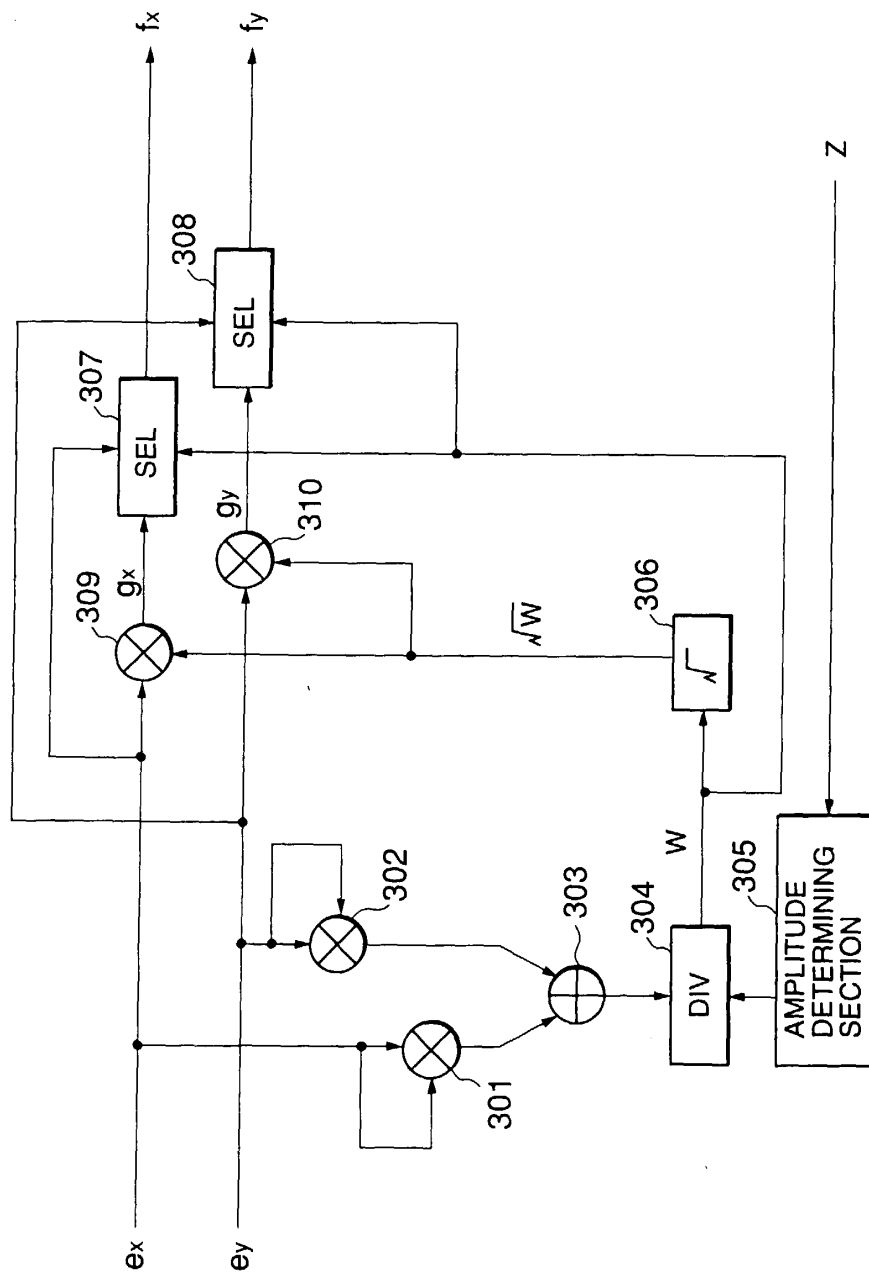 fx
fy
308
SEL
307
SEL
gy
310
309
gx
√W
306
√
Z
302
303
W
304
DIV
305
AMPLITUDE
DETERMINING
SECTION
301
ex
ey